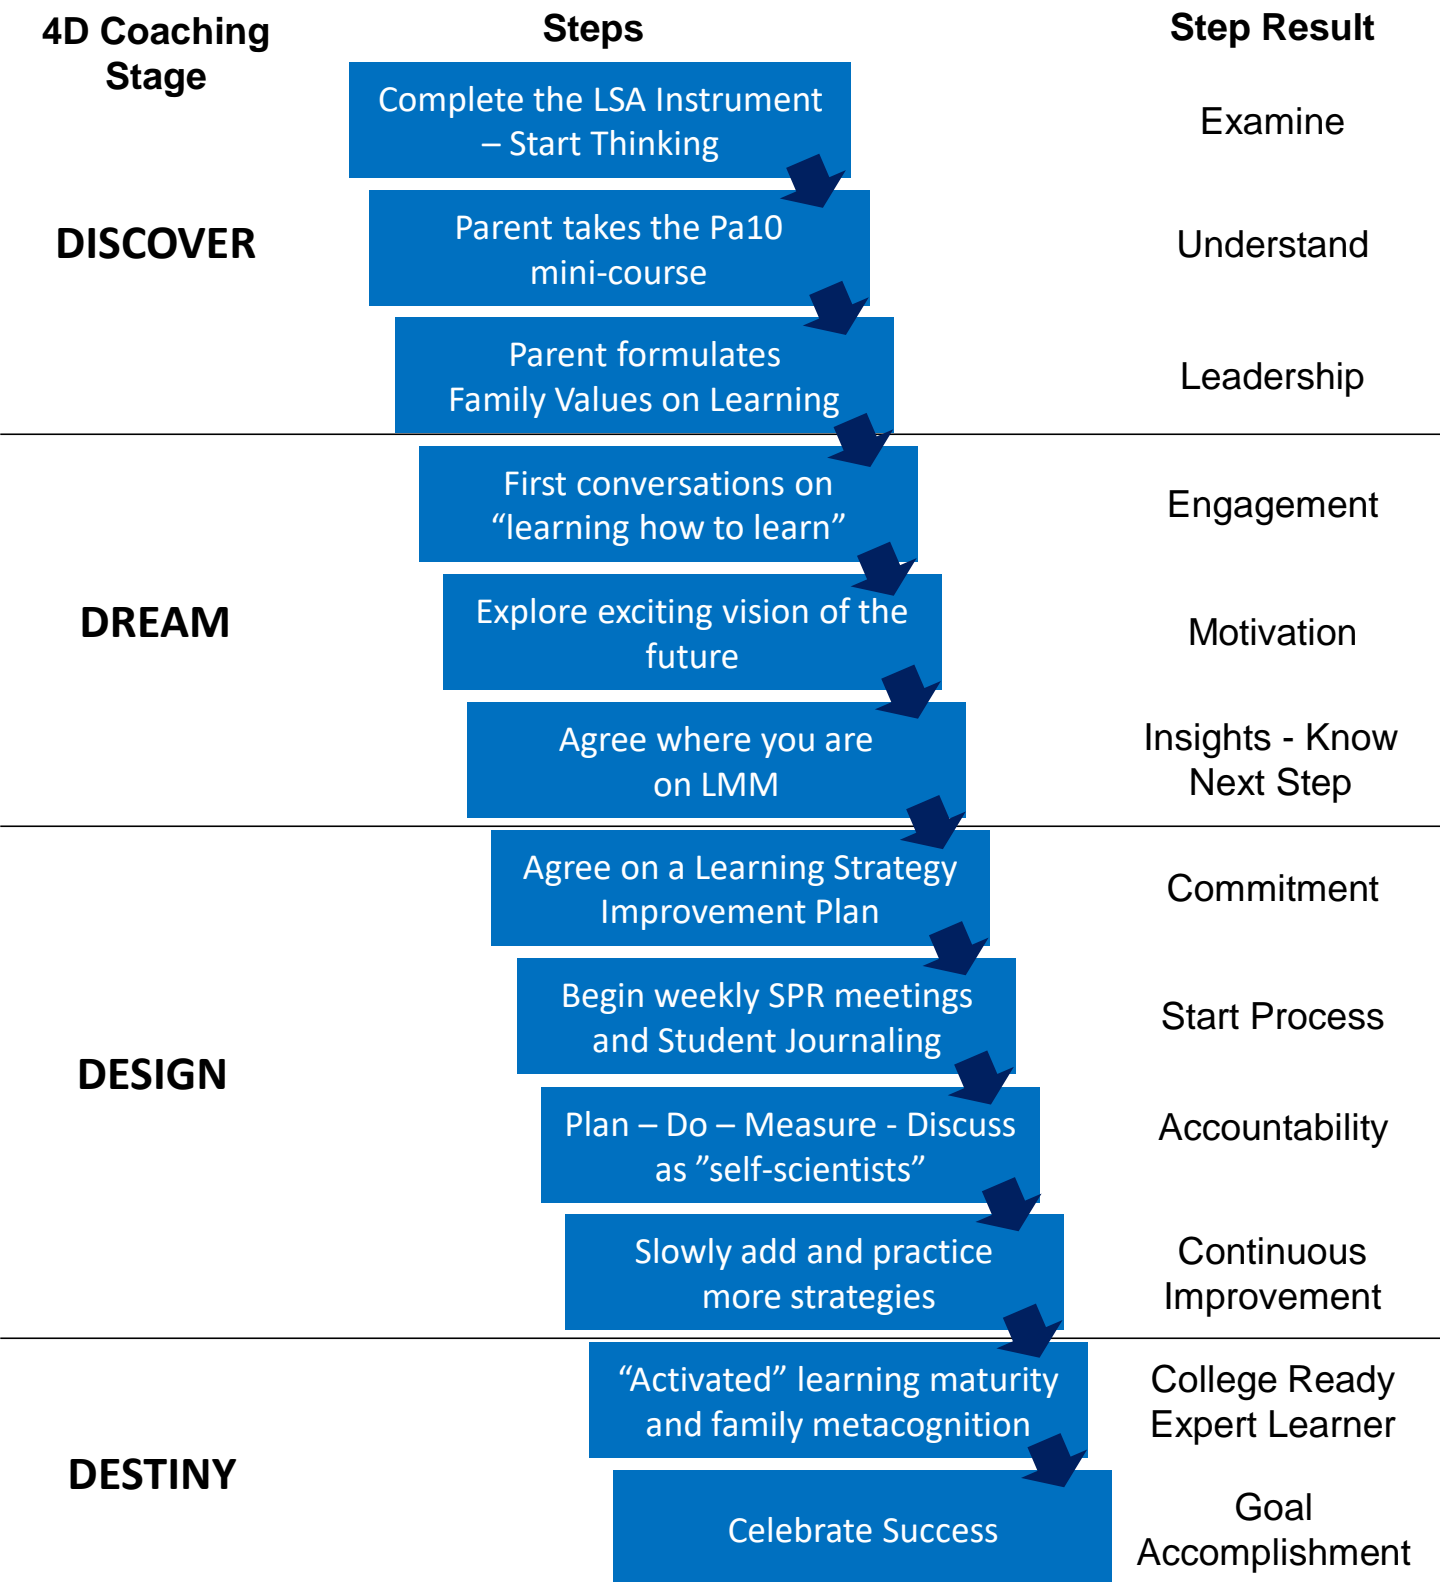 4D Coaching
Stage
Steps
Step Result
Complete the LSA Instrument
– Start Thinking
Examine
DISCOVER
Parent takes the Pa10
mini-course
Understand
Parent formulates
Family Values on Learning
Leadership
First conversations on
“learning how to learn”
Engagement
DREAM
Explore exciting vision of the
future
Motivation
Agree where you are
on LMM
Insights - Know
Next Step
Agree on a Learning Strategy
Improvement Plan
Commitment
DESIGN
Begin weekly SPR meetings
and Student Journaling
Start Process
Plan – Do – Measure - Discuss
as ”self-scientists”
Accountability
Slowly add and practice
more strategies
Continuous
Improvement
“Activated” learning maturity
and family metacognition
College Ready
Expert Learner
DESTINY
Celebrate Success
Goal
Accomplishment